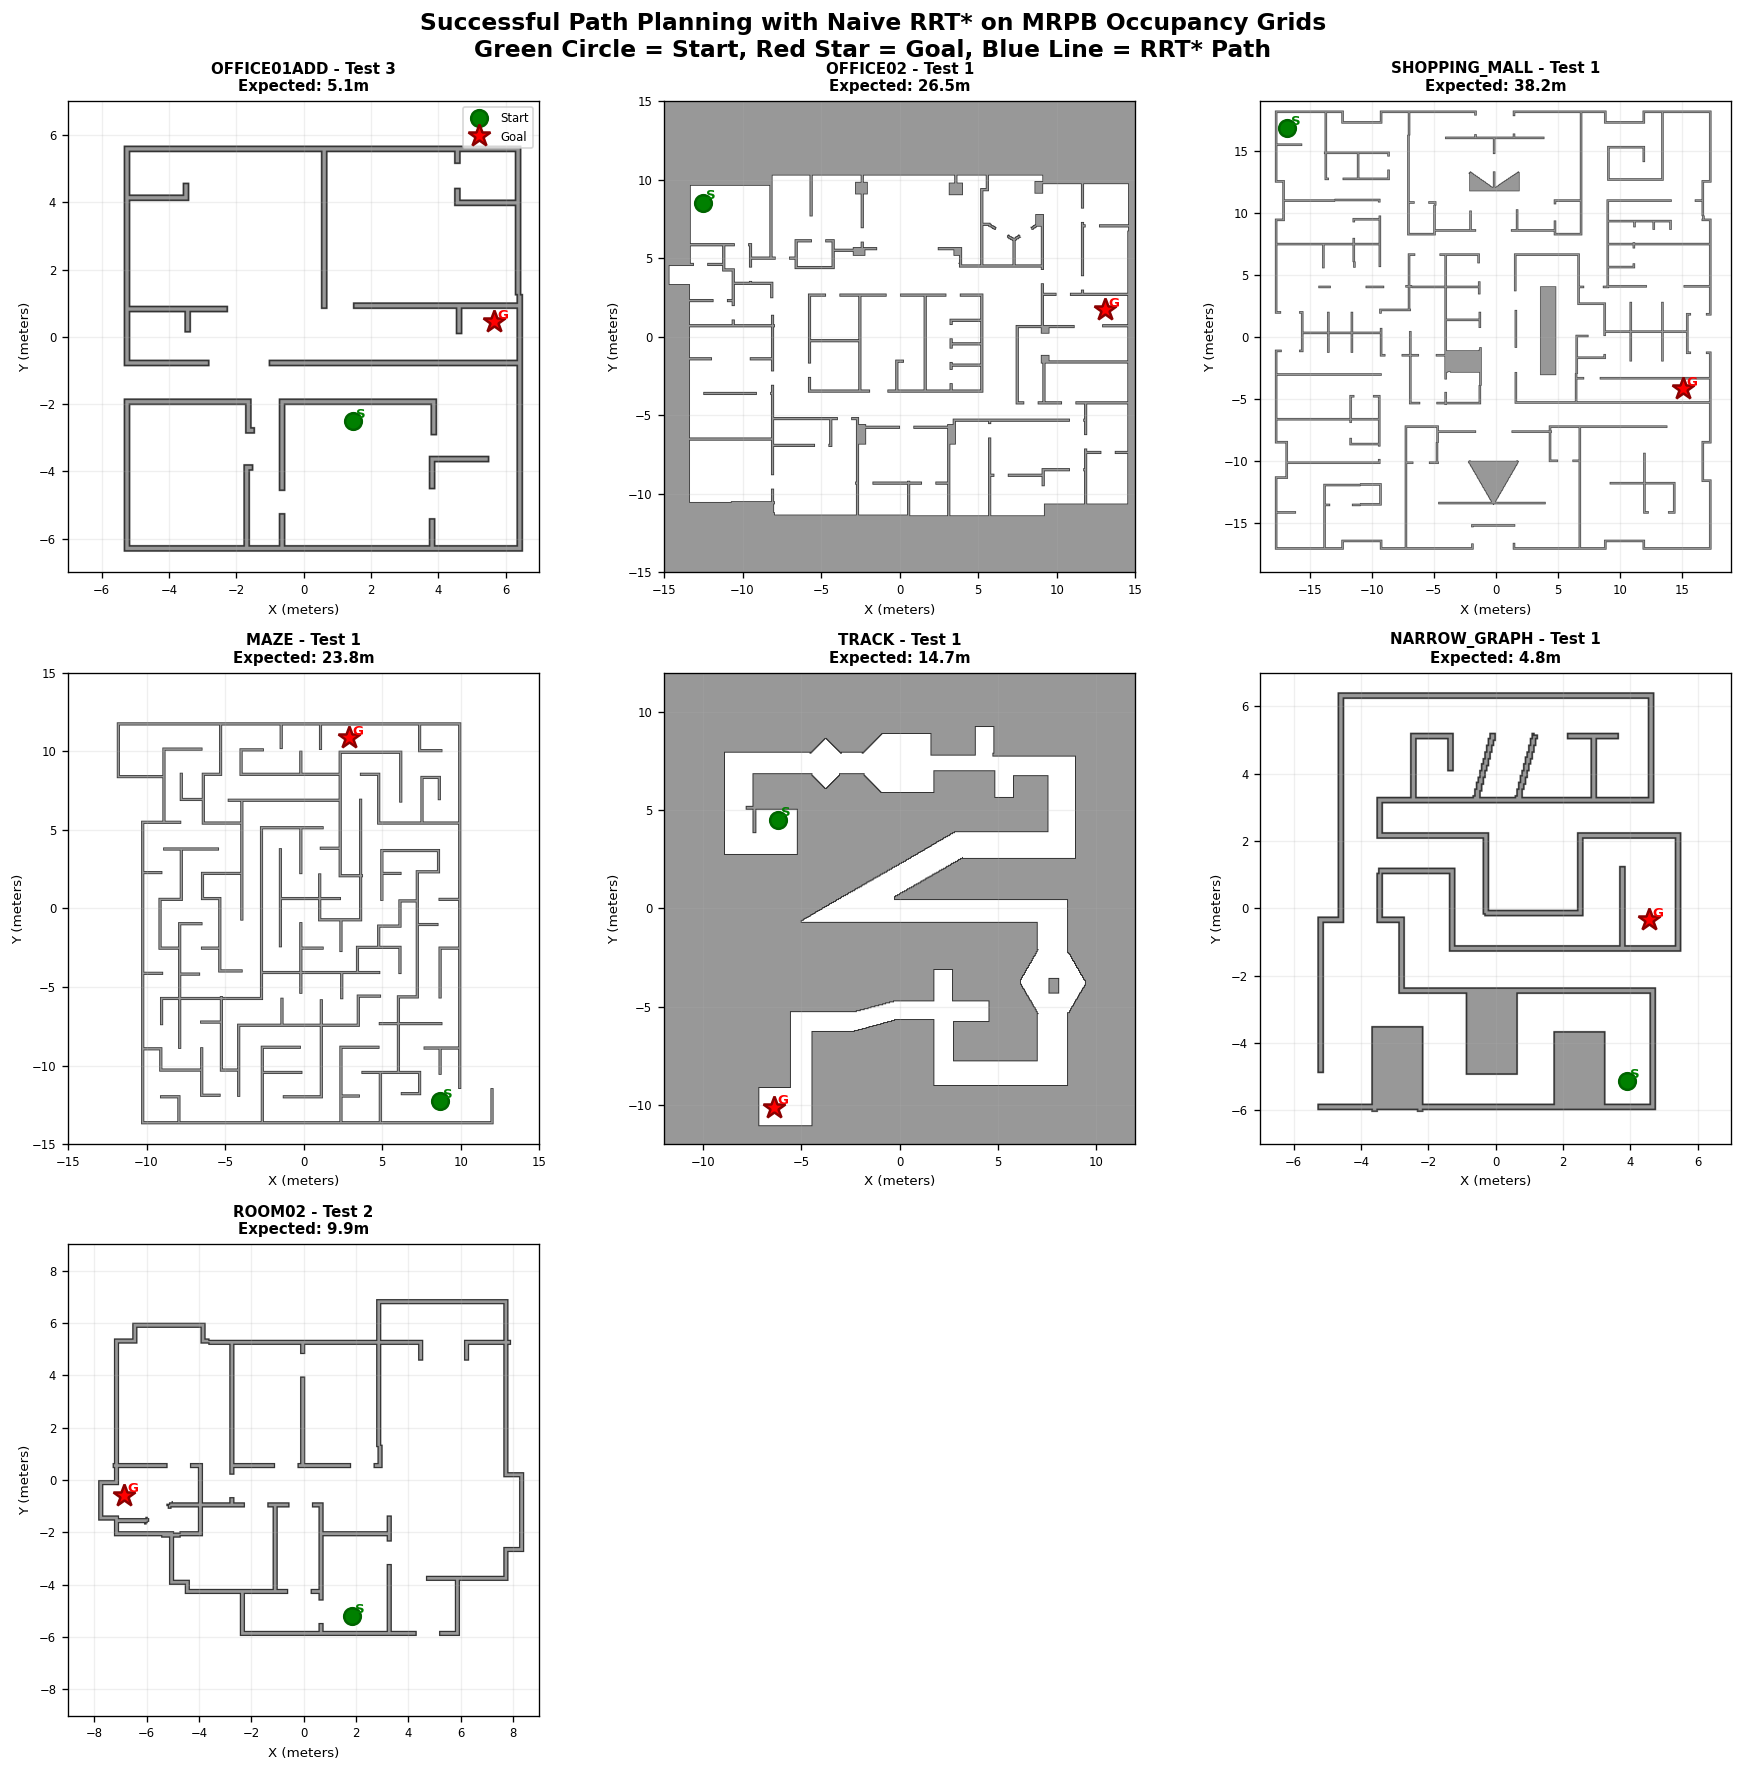 Successful Path Planning with Naive RRT* on MRPB Occupancy Grids
Green Circle = Start, Red Star = Goal, Blue Line = RRT* Path
OFFICE01ADD - Test 3
Expected: 5.1m
Start
Goal
6
4
2
0
−2
−4
−6
Y (meters)
S
G
−6 −4 −2 0 2 4 6
X (meters)
OFFICE02 - Test 1
Expected: 26.5m
15
10
5
0
−5
−10
−15
Y (meters)
S
G
−15 −10 −5 0 5 10 15
X (meters)
SHOPPING_MALL - Test 1
Expected: 38.2m
15
10
5
0
−5
−10
−15
Y (meters)
S
G
−15 −10 −5 0 5 10 15
X (meters)
MAZE - Test 1
Expected: 23.8m
15
10
5
0
−5
−10
−15
Y (meters)
G
S
−15 −10 −5 0 5 10 15
X (meters)
TRACK - Test 1
Expected: 14.7m
10
5
0
−5
−10
Y (meters)
S
G
−10 −5 0 5 10
X (meters)
NARROW_GRAPH - Test 1
Expected: 4.8m
6
4
2
0
−2
−4
−6
Y (meters)
G
S
−6 −4 −2 0 2 4 6
X (meters)
ROOM02 - Test 2
Expected: 9.9m
8
6
4
2
0
−2
−4
−6
−8
Y (meters)
G
S
−8 −6 −4 −2 0 2 4 6 8
X (meters)